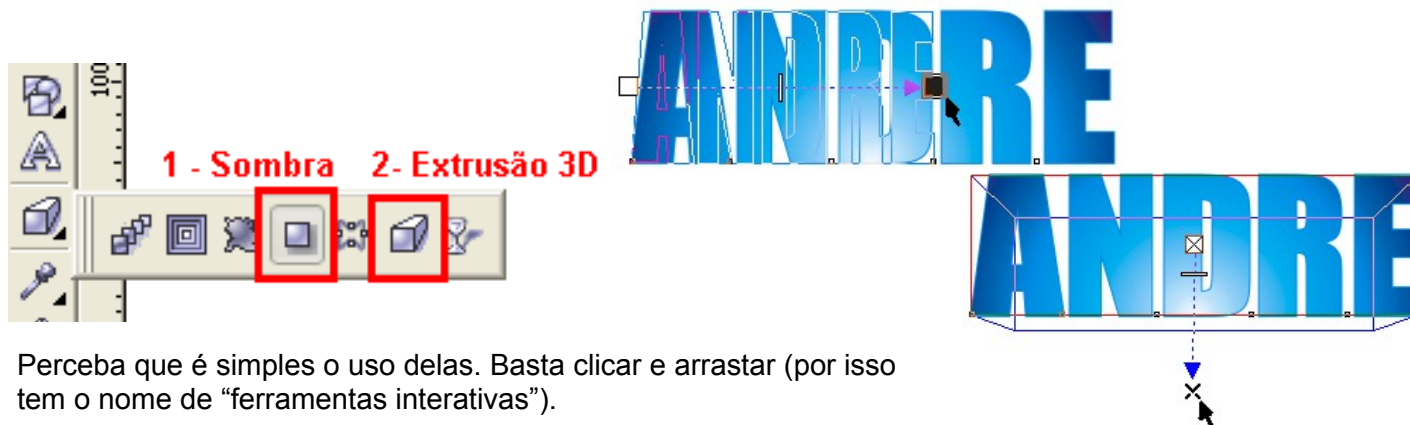 ANDRE
100
1 - Sombra 2- Extrusão 3D
ANDRE
Perceba que é simples o uso delas. Basta clicar e arrastar (por isso
tem o nome de “ferramentas interativas”).